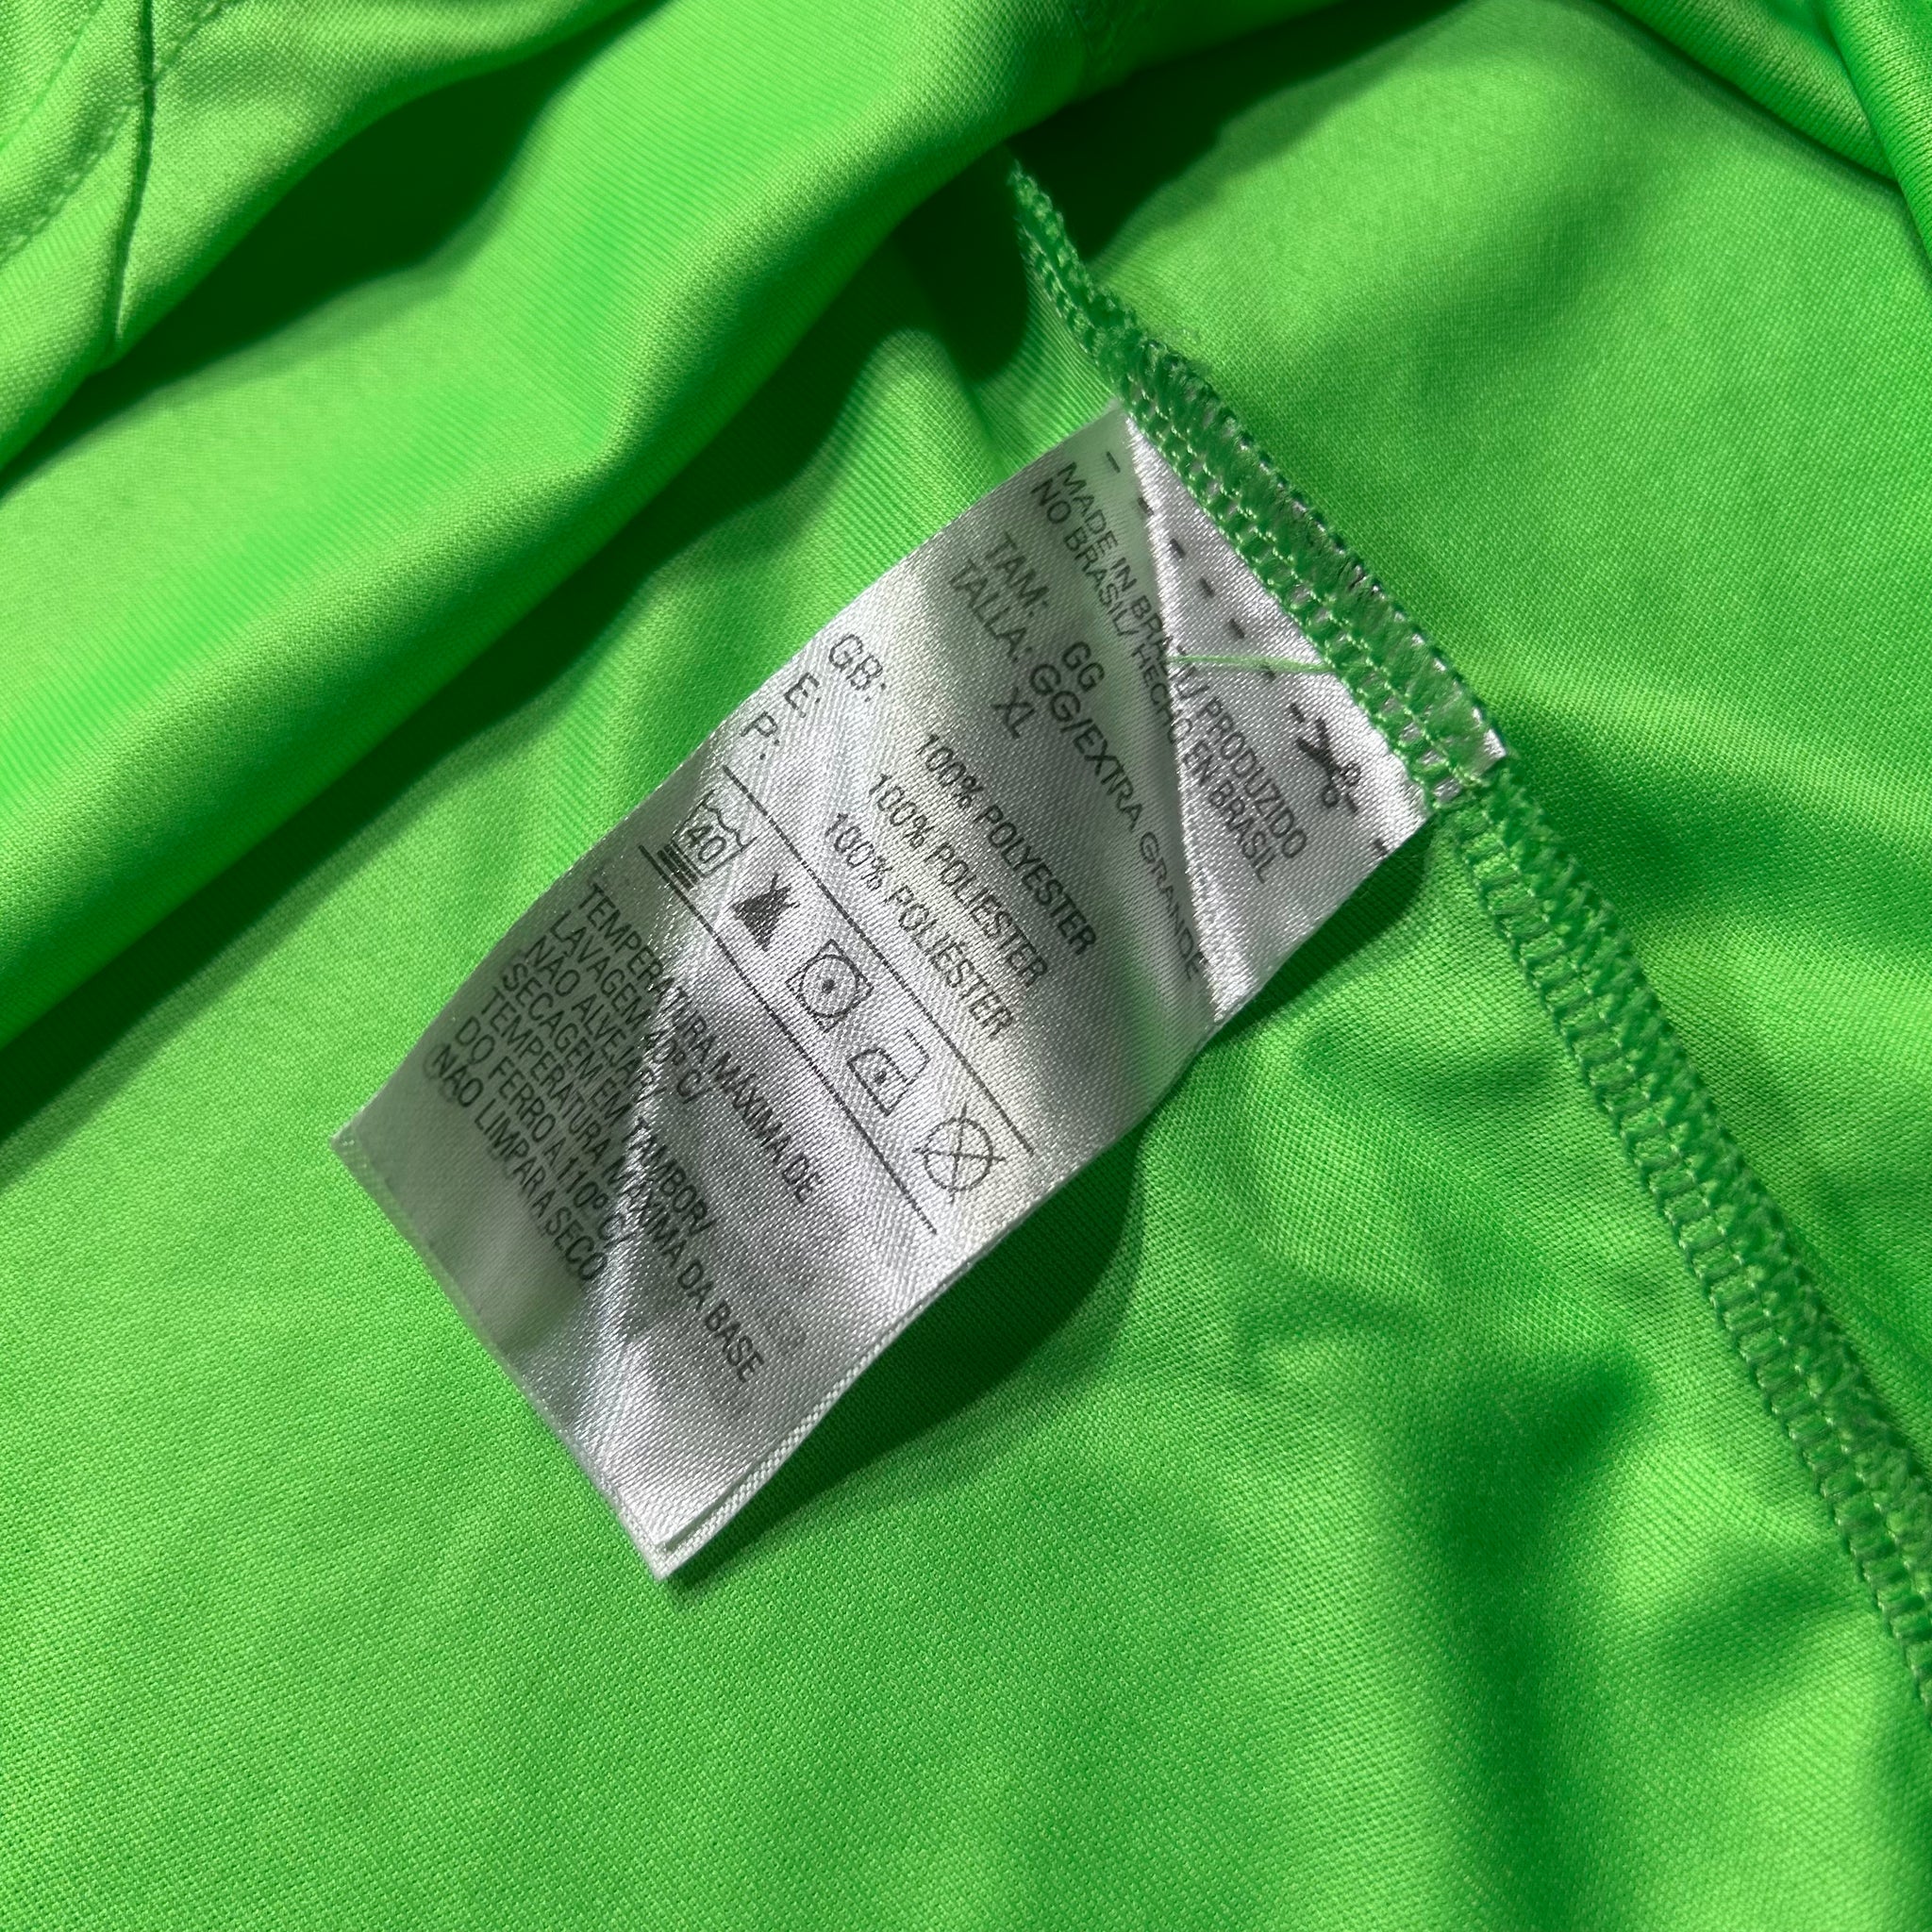 MADE IN BRAZIL/ PRODUZIDO
NO BRASIL/ HECHO EN BRASIL
TAM: GG
TALLA: GG/EXTRA GRANDE
XL
GB: 100% POLYESTER
E: 100% POLIESTER
P: 100% POLIÉSTER
40
TEMPERATURA MÁXIMA DE
LAVAGEM 40º C/
NÃO ALVEJAR/
SECAGEM EM TAMBOR/
TEMPERATURA MÁXIMA DA BASE
DO FERRO A 110º C/
NÃO LIMPAR A SECO